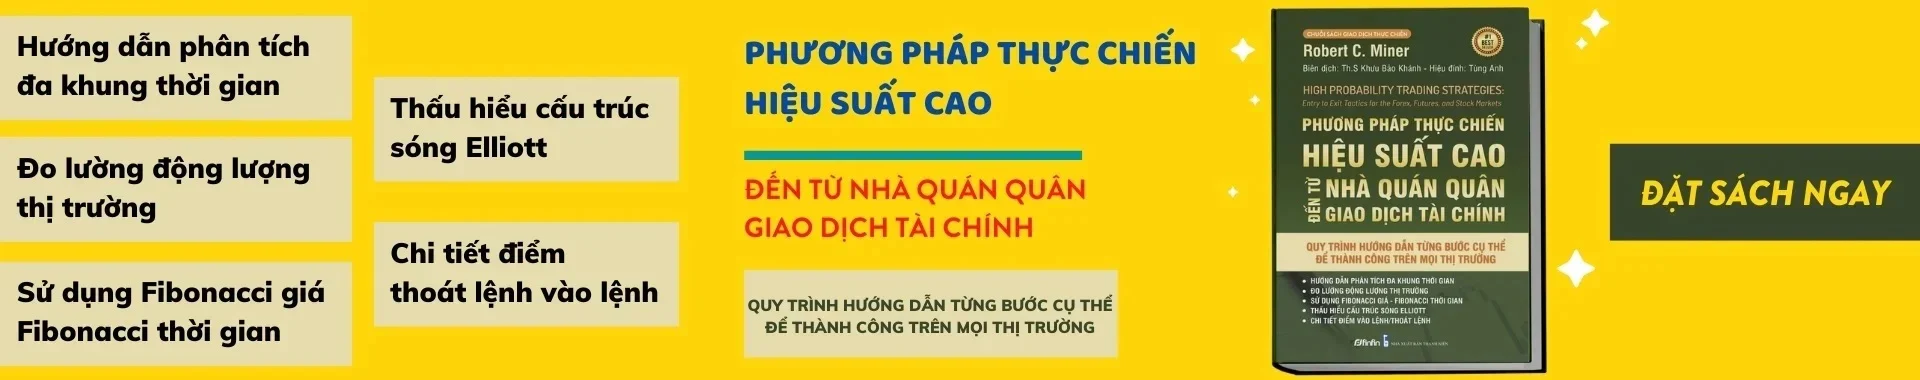 Hướng dẫn phân tích
đa khung thời gian
Đo lường động lượng
thị trường
Sử dụng Fibonacci giá
Fibonacci thời gian
Thấu hiểu cấu trúc
sóng Elliott
Chi tiết điểm
thoát lệnh vào lệnh
PHƯƠNG PHÁP THỰC CHIẾN
HIỆU SUẤT CAO
ĐẾN TỪ NHÀ QUÁN QUÂN
GIAO DỊCH TÀI CHÍNH
QUY TRÌNH HƯỚNG DẪN TỪNG BƯỚC CỤ THỂ
ĐỂ THÀNH CÔNG TRÊN MỌI THỊ TRƯỜNG
CHUỖI SÁCH GIAO DỊCH THỰC CHIẾN
Robert C. Miner
#1
BEST
Biên dịch: Th.S Khưu Bảo Khánh - Hiệu đính: Tùng Anh
HIGH PROBABILITY TRADING STRATEGIES:
Entry to Exit Tactics for the Forex, Futures, and Stock Markets
PHƯƠNG PHÁP THỰC CHIẾN
HIỆU SUẤT CAO
ĐẾN TỪ
NHÀ QUÁN QUÂN
GIAO DỊCH TÀI CHÍNH
QUY TRÌNH HƯỚNG DẪN TỪNG BƯỚC CỤ THỂ
ĐỂ THÀNH CÔNG TRÊN MỌI THỊ TRƯỜNG
• HƯỚNG DẪN PHÂN TÍCH ĐA KHUNG THỜI GIAN
• ĐO LƯỜNG ĐỘNG LƯỢNG THỊ TRƯỜNG
• SỬ DỤNG FIBONACCI GIÁ - FIBONACCI THỜI GIAN
• THẤU HIỂU CẤU TRÚC SÓNG ELLIOTT
• CHI TIẾT ĐIỂM VÀO LỆNH/THOÁT LỆNH
finfin
ĐẶT SÁCH NGAY